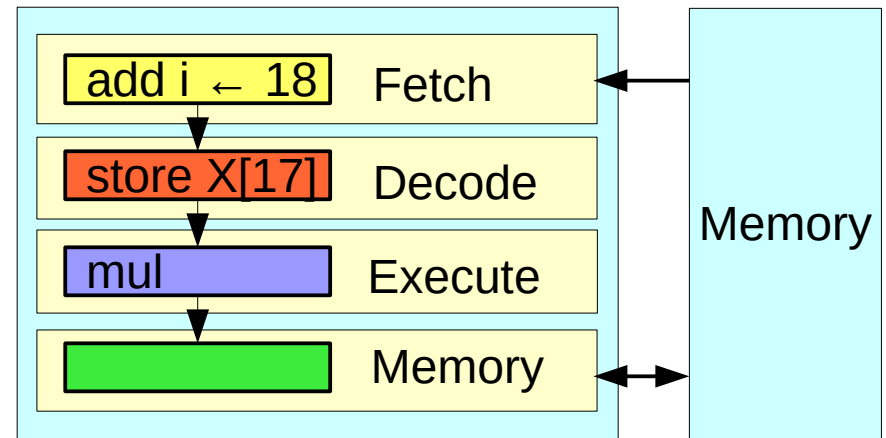 add i ← 18 Fetch
store X[17] Decode
mul Execute
Memory
Memory